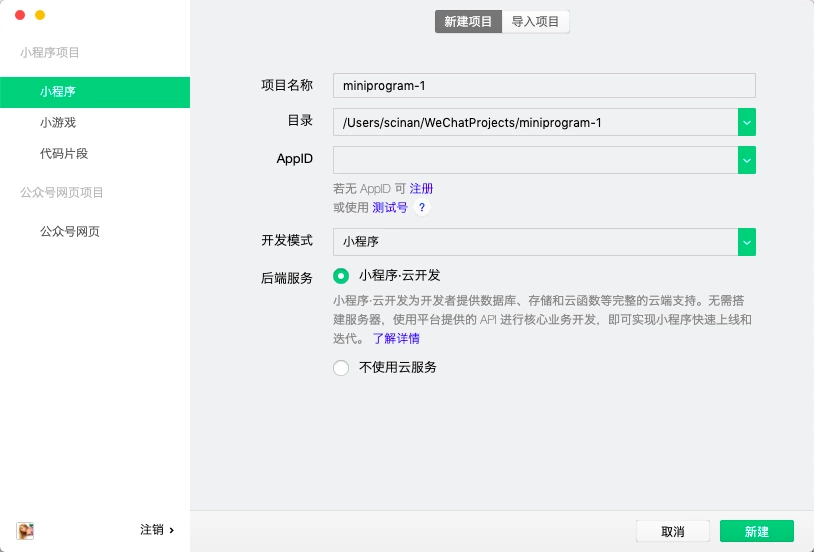 新建项目 导入项目
小程序项目
小程序
小游戏
代码片段
公众号网页项目
公众号网页
项目名称 miniprogram-1
目录 /Users/scinan/WeChatProjects/miniprogram-1
AppID
若无 AppID 可 注册
或使用 测试号 ?
开发模式 小程序
后端服务 小程序·云开发
小程序·云开发为开发者提供数据库、存储和云函数等完整的云端支持。无需搭
建服务器，使用平台提供的 API 进行核心业务开发，即可实现小程序快速上线和
迭代。 了解详情
不使用云服务
注销 ›
取消 新建